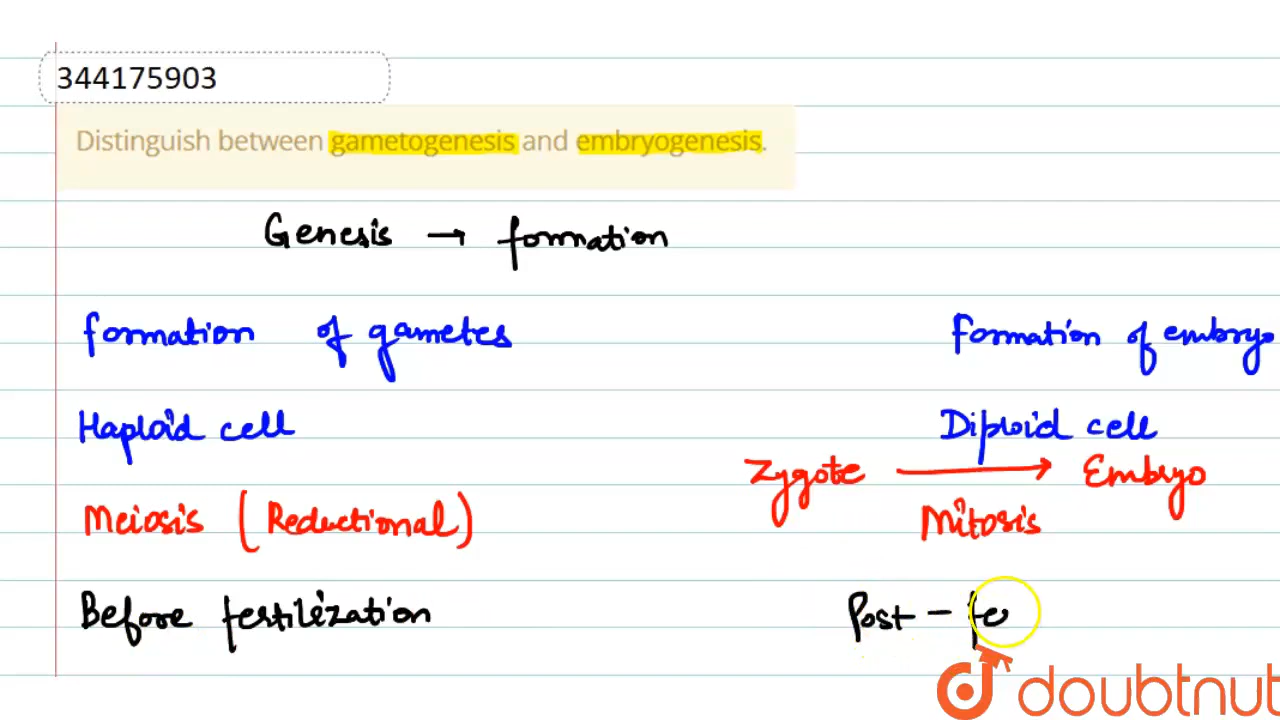 344175903
Distinguish between gametogenesis and embryogenesis.
Genesis → formation
formation of gametes
Formation of embryo
Haploid cell
Diploid cell
Zygote → Embryo
Meiosis (Reductional)
Mitosis
Before fertilization
Post - fe
doubtnut